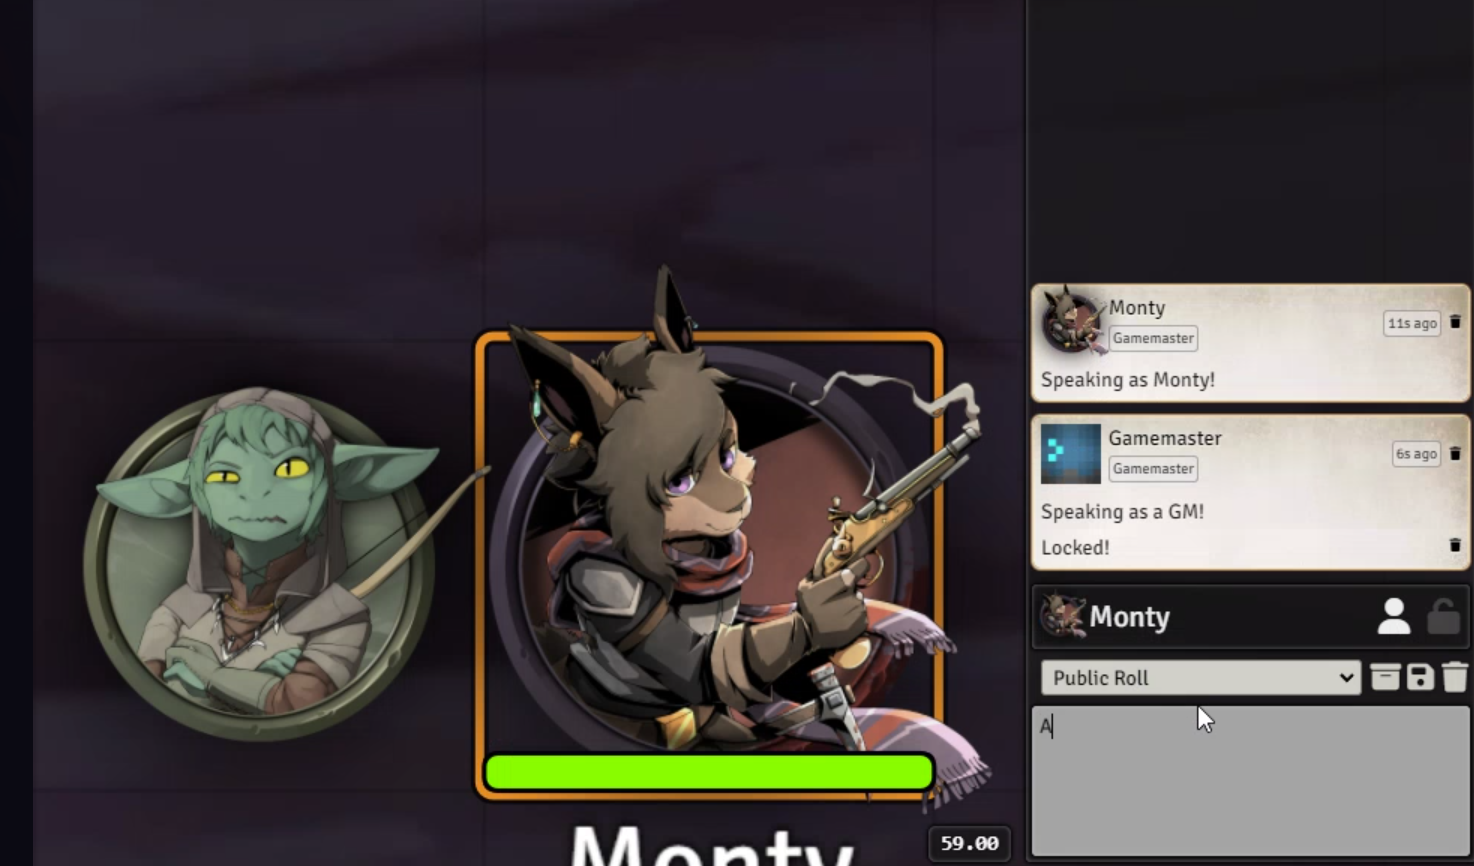 Monty
Gamemaster
11s ago
Speaking as Monty!
Gamemaster
Gamemaster
6s ago
Speaking as a GM!
Locked!
Monty
Public Roll
A
Monty
59.00